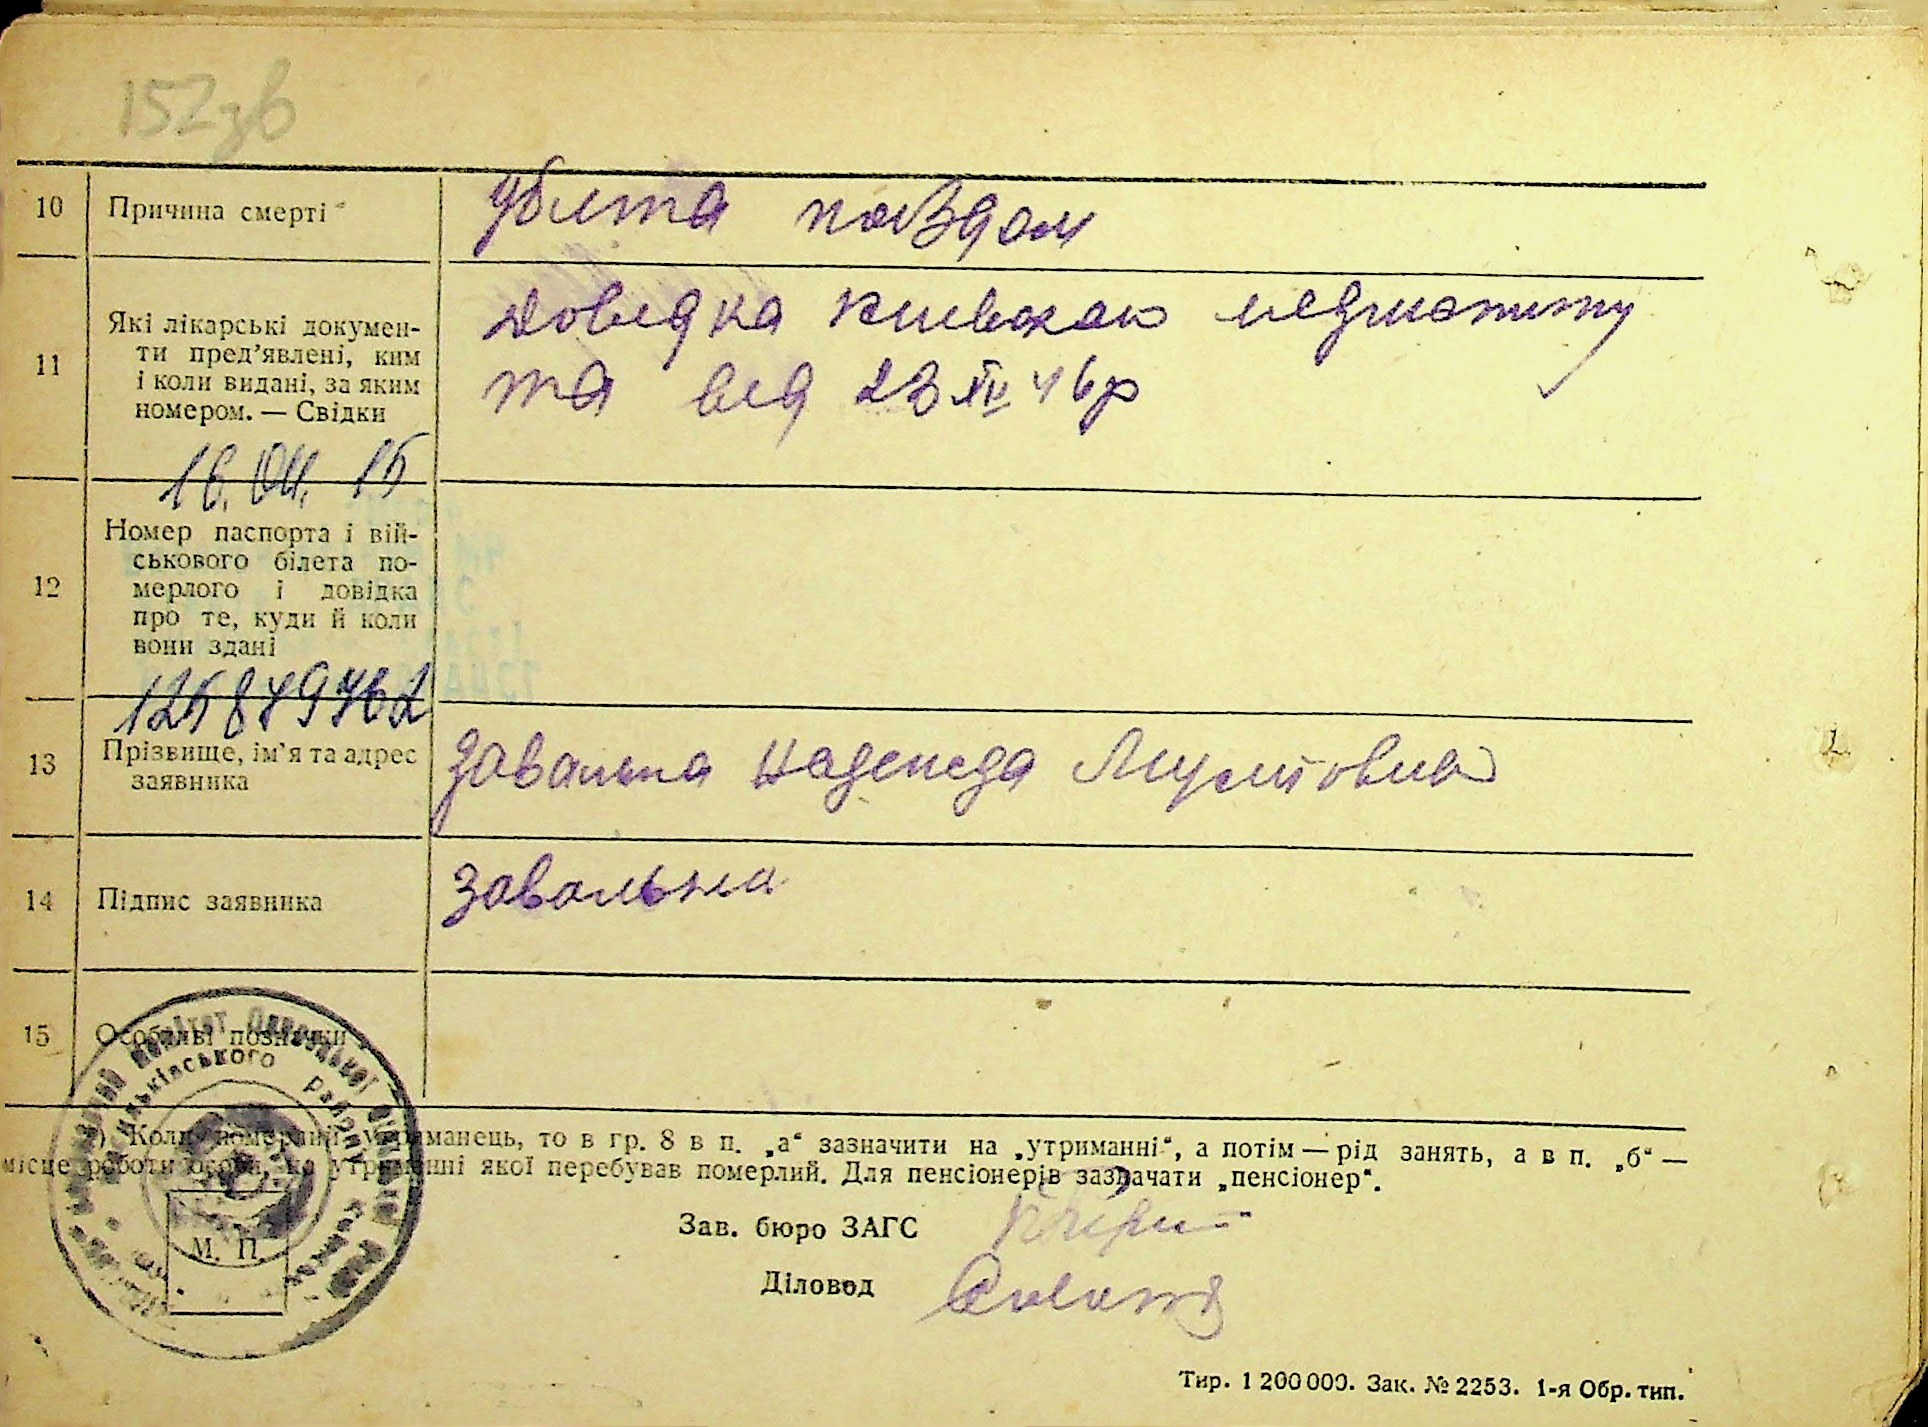 152зв
10 Причина смерті
Убита поїздом
11 Які лікарські докумен-
ти пред’явлені, ким
і коли видані, за яким
номером. — Свідки
Довідка
та від 23 XII 46р
16.04.15
12 Номер паспорта і вій-
ськового білета по-
мерлого і довідка
про те, куди й коли
вони здані
13 Прізвище, ім’я та адрес
заявника
Завальна Надежда
14 Підпис заявника
Завальна
15 Особливі позначки
Коли померлий утриманець, то в гр. 8 в п. „а“ зазначити на „утриманні“, а потім — рід занять, а в п. „б“ —
місце роботи особи, на утриманні якої перебував померлий. Для пенсіонерів зазначати „пенсіонер“.
М. П.
Зав. бюро ЗАГС
Діловод
Тир. 1 200 000. Зак. № 2253. 1-я Обр. тип.